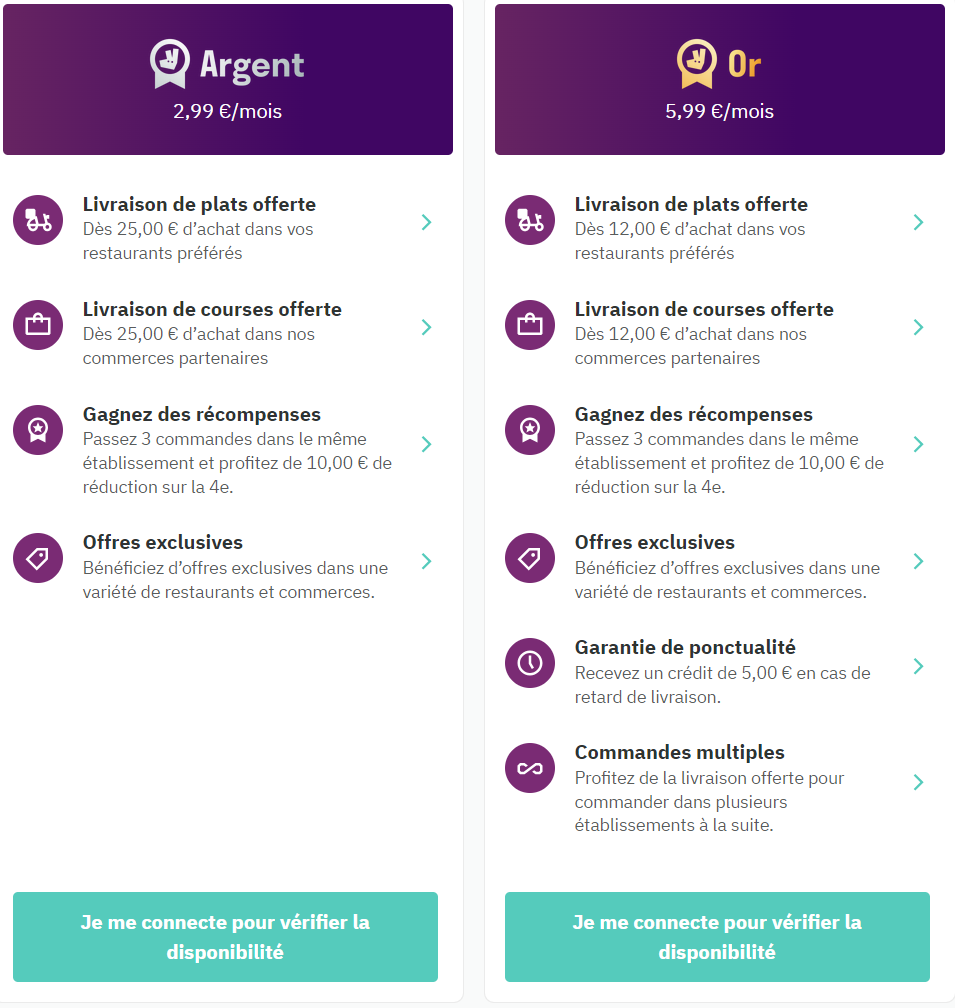 Argent
2,99 €/mois
Livraison de plats offerte
Dès 25,00 € d’achat dans vos
restaurants préférés
Livraison de courses offerte
Dès 25,00 € d’achat dans nos
commerces partenaires
Gagnez des récompenses
Passez 3 commandes dans le même
établissement et profitez de 10,00 € de
réduction sur la 4e.
Offres exclusives
Bénéficiez d’offres exclusives dans une
variété de restaurants et commerces.
Je me connecte pour vérifier la
disponibilité
Or
5,99 €/mois
Livraison de plats offerte
Dès 12,00 € d’achat dans vos
restaurants préférés
Livraison de courses offerte
Dès 12,00 € d’achat dans nos
commerces partenaires
Gagnez des récompenses
Passez 3 commandes dans le même
établissement et profitez de 10,00 € de
réduction sur la 4e.
Offres exclusives
Bénéficiez d’offres exclusives dans une
variété de restaurants et commerces.
Garantie de ponctualité
Recevez un crédit de 5,00 € en cas de
retard de livraison.
Commandes multiples
Profitez de la livraison offerte pour
commander dans plusieurs
établissements à la suite.
Je me connecte pour vérifier la
disponibilité